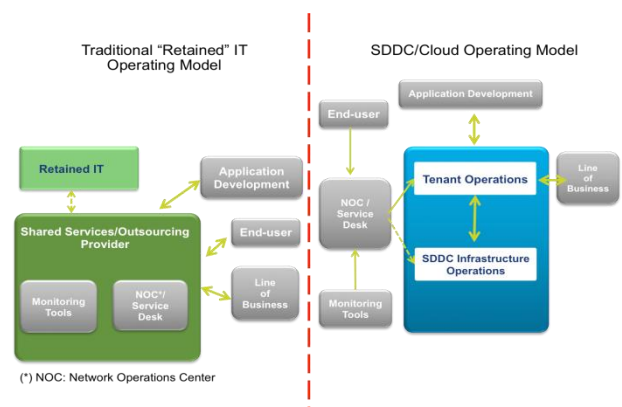 Traditional “Retained” IT
Operating Model
Retained IT
Application
Development
Shared Services/Outsourcing
Provider
End-user
Monitoring
Tools
NOC*/
Service
Desk
Line
of
Business
(*) NOC: Network Operations Center
SDDC/Cloud Operating Model
Application Development
End-user
NOC /
Service
Desk
Tenant Operations
Line
of
Business
SDDC Infrastructure
Operations
Monitoring
Tools